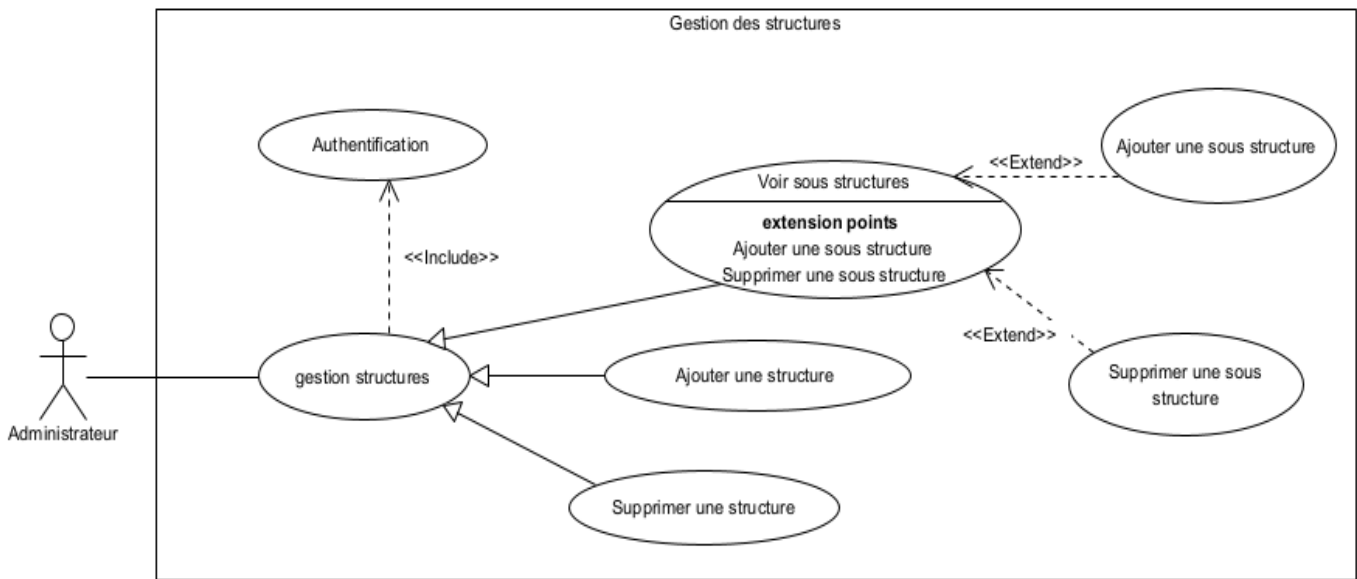 Gestion des structures
Authentification
<<Include>>
Voir sous structures
extension points
Ajouter une sous structure
Supprimer une sous structure
<<Extend>>
Ajouter une sous structure
<<Extend>>
Supprimer une sous
structure
gestion structures
Ajouter une structure
Supprimer une structure
Administrateur